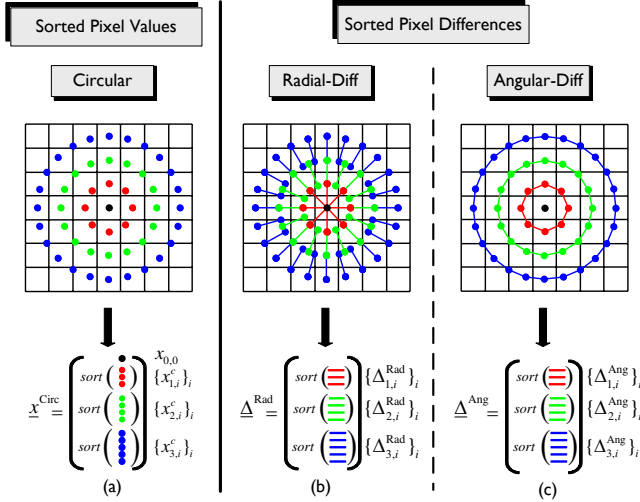 Sorted Pixel Values
Sorted Pixel Differences
Circular
Radial-Diff
Angular-Diff
x^Circ = ( x_{0,0}
sort ( ) {x^c_{1,i}}_i
sort ( ) {x^c_{2,i}}_i
sort ( ) {x^c_{3,i}}_i
(a)
Δ^Rad = ( sort ( ) {Δ^Rad_{1,i}}_i
sort ( ) {Δ^Rad_{2,i}}_i
sort ( ) {Δ^Rad_{3,i}}_i
(b)
Δ^Ang = ( sort ( ) {Δ^Ang_{1,i}}_i
sort ( ) {Δ^Ang_{2,i}}_i
sort ( ) {Δ^Ang_{3,i}}_i
(c)